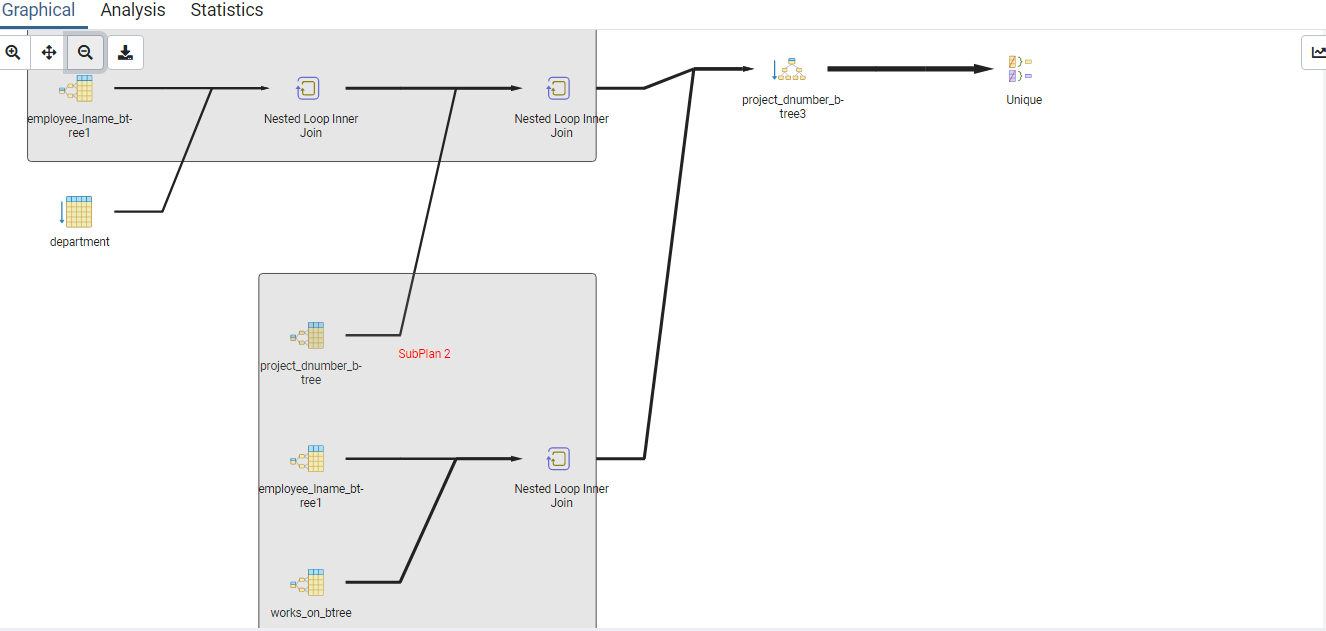 Graphical Analysis Statistics
employee_lname_bt-
ree1
Nested Loop Inner
Join
Nested Loop Inner
Join
project_dnumber_b-
tree3
Unique
department
project_dnumber_b-
tree
SubPlan 2
employee_lname_bt-
ree1
Nested Loop Inner
Join
works_on_btree